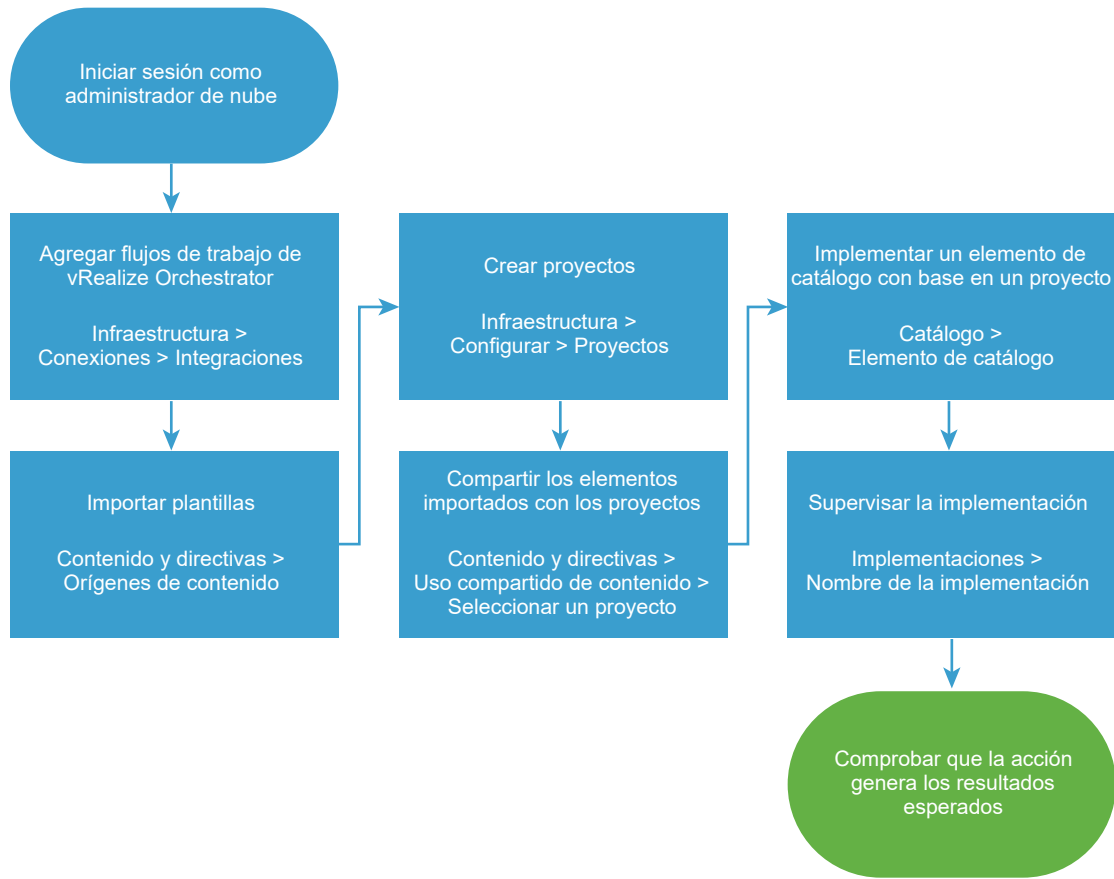 Iniciar sesión como
administrador de nube
Agregar flujos de trabajo de
vRealize Orchestrator
Infraestructura >
Conexiones > Integraciones
Importar plantillas
Contenido y directivas >
Orígenes de contenido
Crear proyectos
Infraestructura >
Configurar > Proyectos
Compartir los elementos
importados con los proyectos
Contenido y directivas >
Uso compartido de contenido >
Seleccionar un proyecto
Implementar un elemento de
catálogo con base en un proyecto
Catálogo >
Elemento de catálogo
Supervisar la implementación
Implementaciones >
Nombre de la implementación
Comprobar que la acción
genera los resultados
esperados